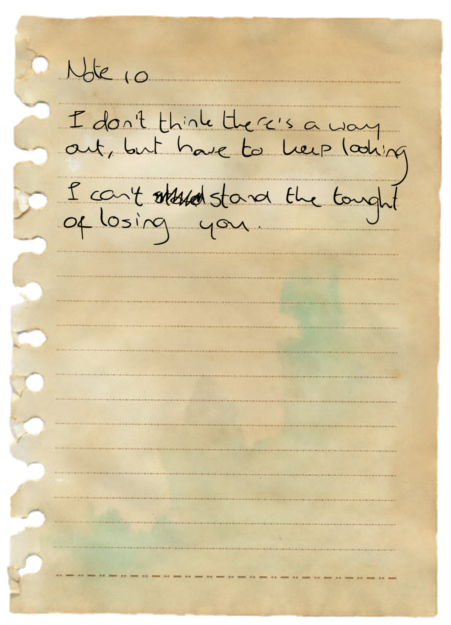 Note 10
I don't think there's a way
out, but have to keep looking
I can't stand the tought
of losing you.